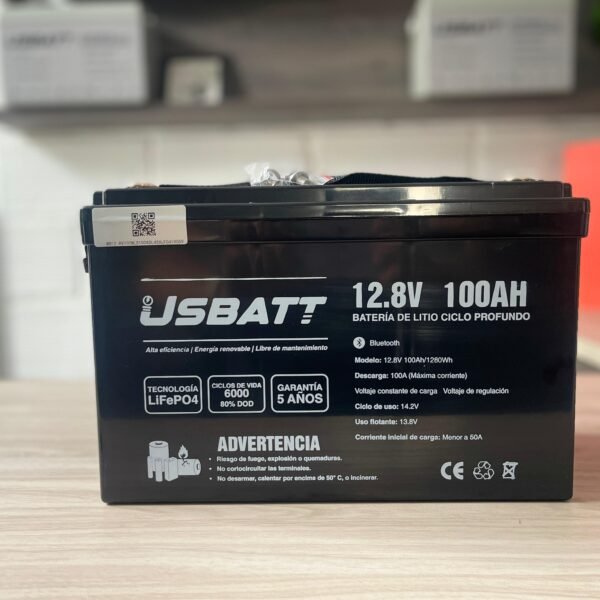 USBATT
Alta eficiencia | Energía renovable | Libre de mantenimiento
TECNOLOGÍA
LiFePO4
CICLOS DE VIDA
6000
80% DOD
GARANTÍA
5 AÑOS
ADVERTENCIA
• Riesgo de fuego, explosión o quemaduras.
• No coriocircuitar las terminales.
• No desarmar, calentar por encima de 50° C, o incinerar.
12.8V 100AH
BATERÍA DE LITIO CICLO PROFUNDO
Bluetooth
Modelo: 12.8V 100Ah/1280Wh
Descarga: 100A (Máxima corriente)
Voltaje constante de carga Voltaje de regulación
Ciclo de uso: 14.2V
Uso flotante: 13.8V
Corriente inicial de carga: Menor a 50A
CE